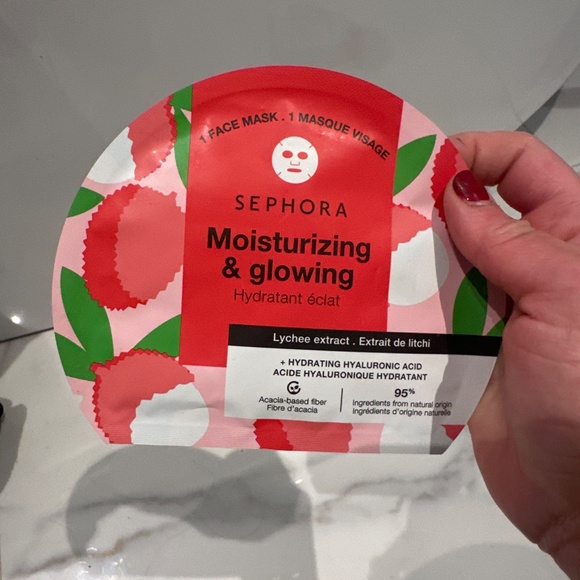 1 FACE MASK . 1 MASQUE VISAGE
SEPHORA
Moisturizing
& glowing
Hydratant éclat
Lychee extract . Extrait de litchi
+ HYDRATING HYALURONIC ACID
ACIDE HYALURONIQUE HYDRATANT
Acacia-based fiber
Fibre d'acacia
95%
ingredients from natural origin
ingrédients d'origine naturelle